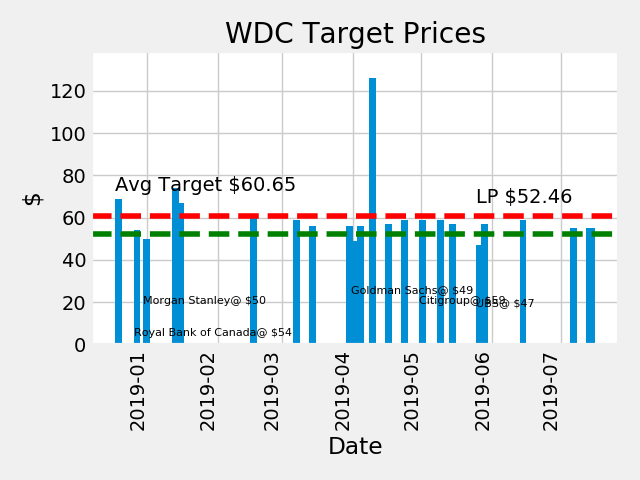 WDC Target Prices
$
120
100
80
60
40
20
0
Avg Target $60.65
LP $52.46
Goldman Sachs@ $49
Morgan Stanley@ $50
Citigroup@ $59
UBS@ $47
Royal Bank of Canada@ $54
2019-01
2019-02
2019-03
2019-04
2019-05
2019-06
2019-07
Date